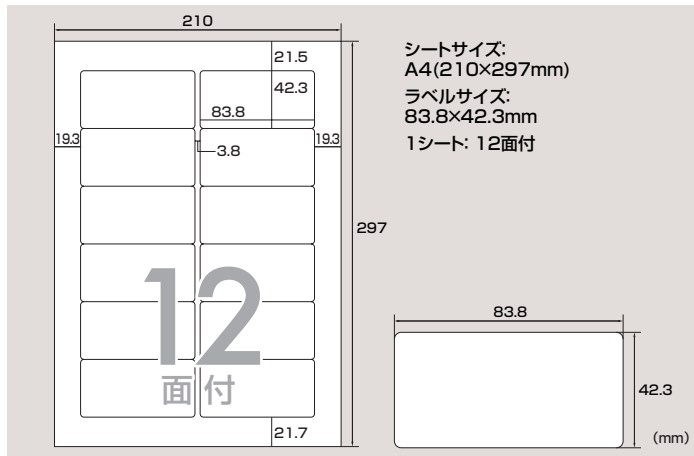 210
21.5
42.3
83.8
19.3
19.3
3.8
297
12
面付
21.7
シートサイズ:
A4(210×297mm)
ラベルサイズ:
83.8×42.3mm
1シート: 12面付
83.8
42.3
(mm)